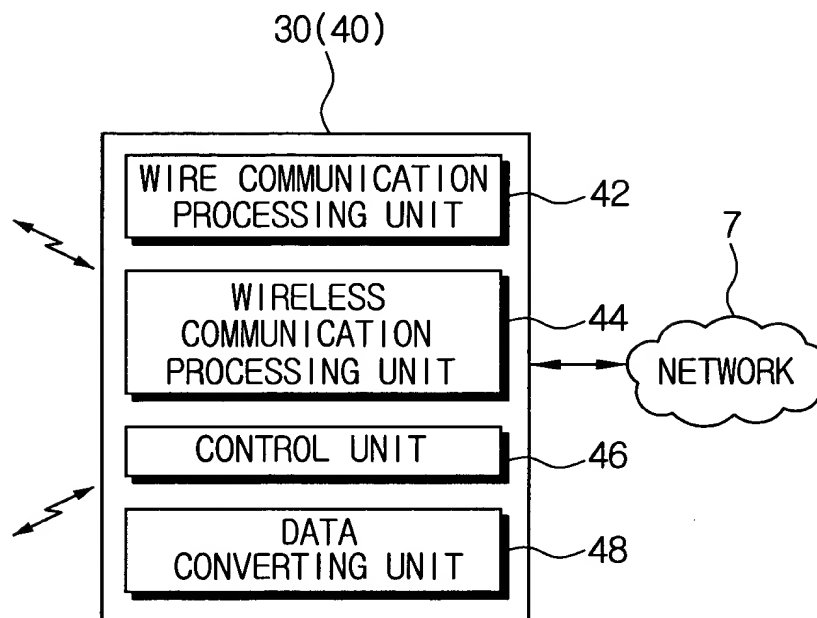 30(40)
WIRE COMMUNICATION
PROCESSING UNIT
42
7
WIRELESS
COMMUNICATION
PROCESSING UNIT
44
NETWORK
CONTROL UNIT
46
DATA
CONVERTING UNIT
48